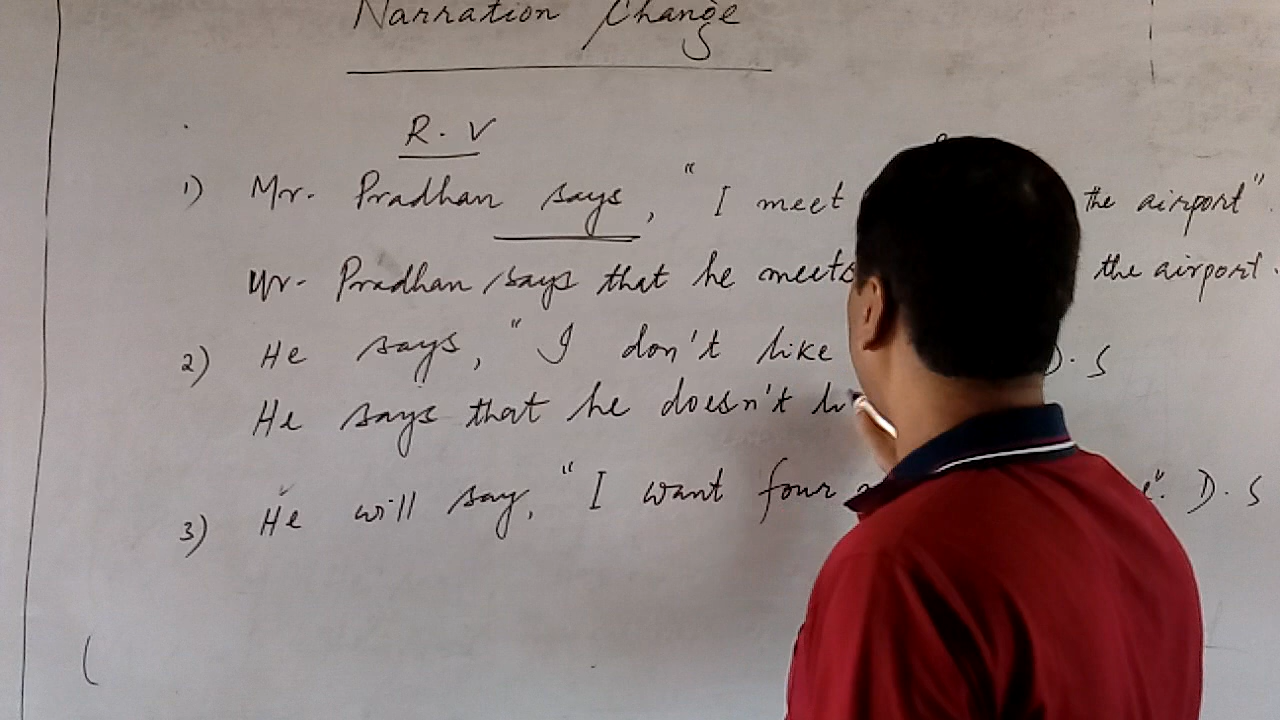 Narration Change
R. V
1) Mr. Pradhan says, "I meet the airport".
Mr. Pradhan says that he meets the airport.
2) He says, "I don't like D. S
He says that he doesn't
3) He will say, "I want four ". D. S